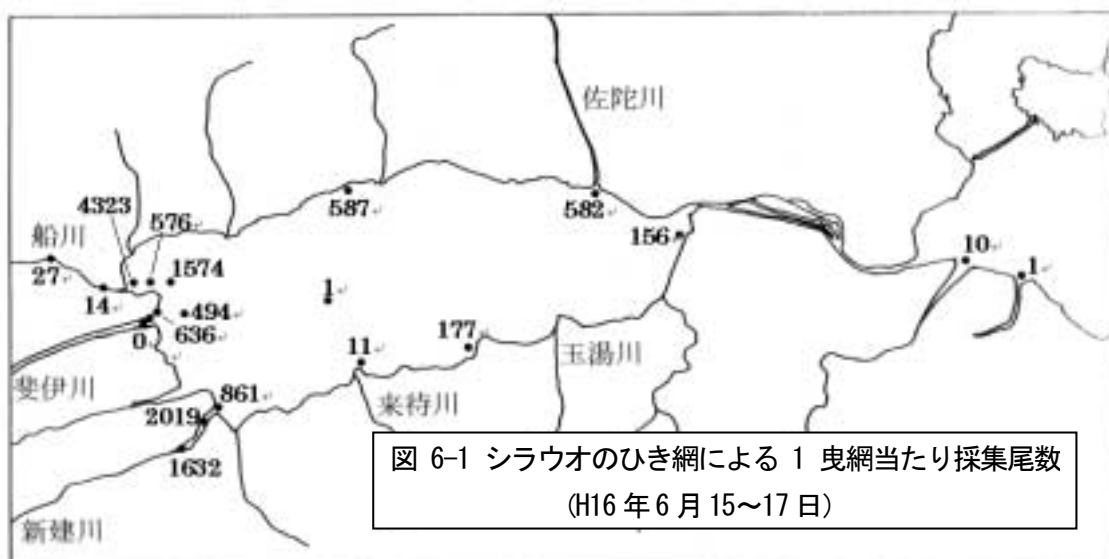 佐陀川
4323
576
587
582
船川
156
10
27
1574
1
14
1
494
0
636
177
11
斐伊川
玉湯川
861
来待川
2019
1632
図 6-1 シラウオのひき網による 1 曳網当たり採集尾数
(H16 年 6 月 15～17 日)
新建川